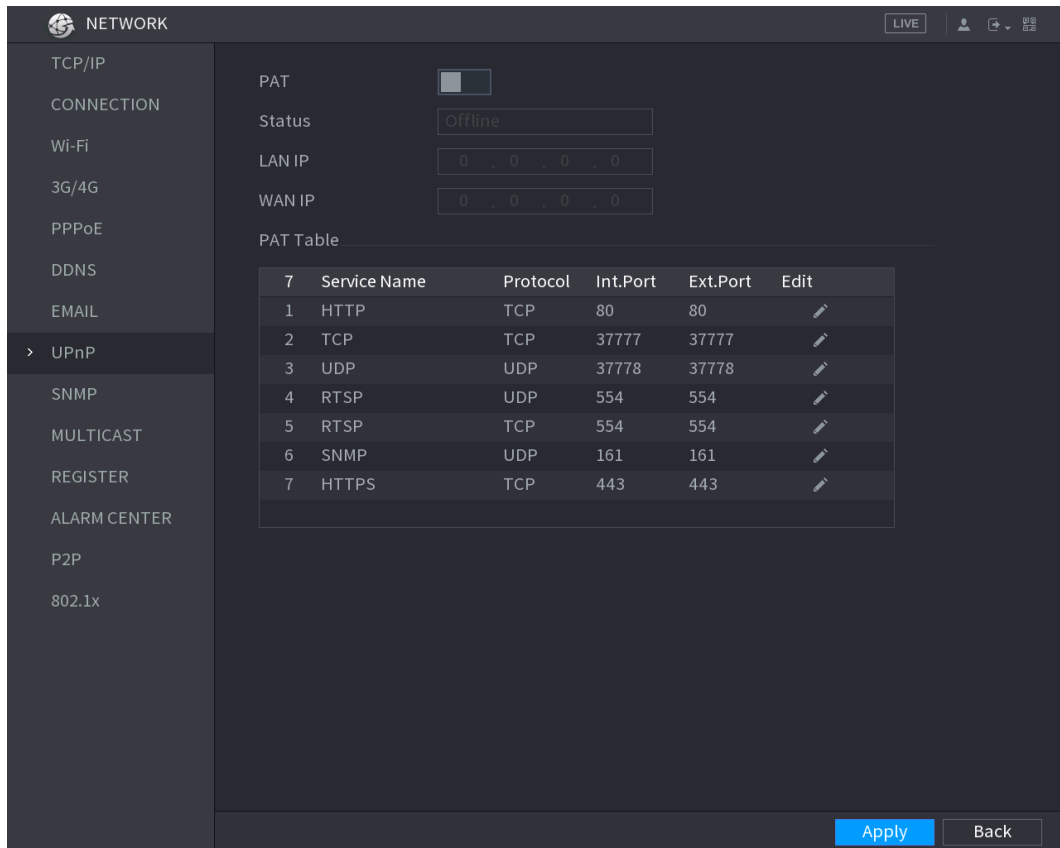 NETWORK
LIVE
TCP/IP
CONNECTION
Wi-Fi
3G/4G
PPPoE
DDNS
EMAIL
UPnP
SNMP
MULTICAST
REGISTER
ALARM CENTER
P2P
802.1x
PAT
Status Offline
LAN IP 0 . 0 . 0 . 0
WAN IP 0 . 0 . 0 . 0
PAT Table
7 Service Name Protocol Int.Port Ext.Port Edit
1 HTTP TCP 80 80
2 TCP TCP 37777 37777
3 UDP UDP 37778 37778
4 RTSP UDP 554 554
5 RTSP TCP 554 554
6 SNMP UDP 161 161
7 HTTPS TCP 443 443
Apply Back